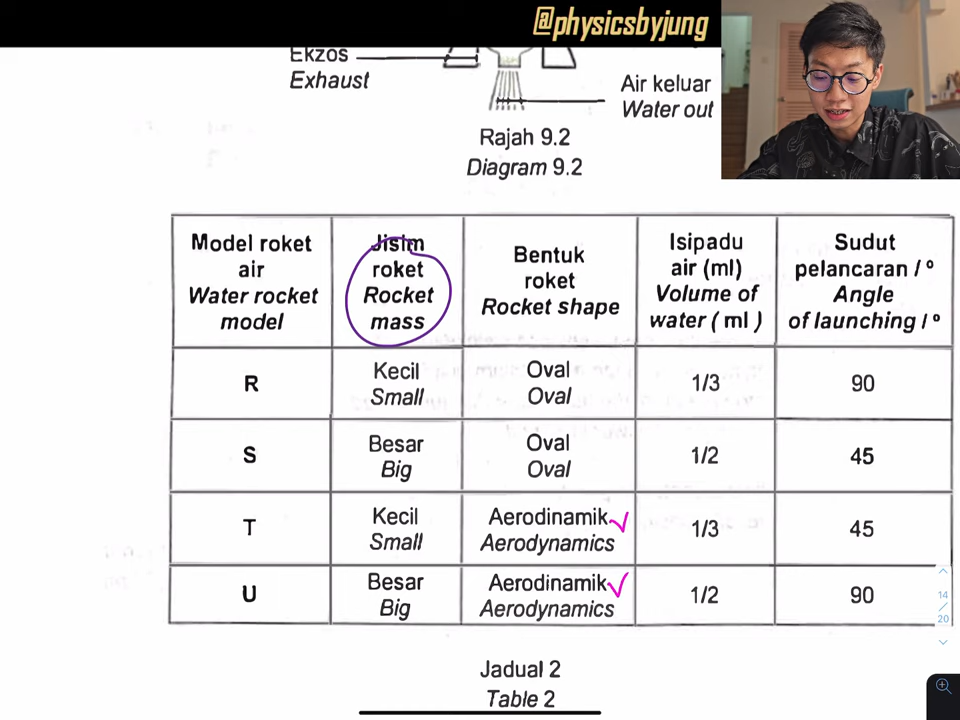 @physicsbyjung
Ekzos
Exhaust
Air keluar
Water out
Rajah 9.2
Diagram 9.2
Model roket
air
Water rocket
model
Jisim
roket
Rocket
mass
Bentuk
roket
Rocket shape
Isipadu
air (ml)
Volume of
water ( ml )
Sudut
pelancaran / º
Angle
of launching / º
R
Kecil
Small
Oval
Oval
1/3
90
S
Besar
Big
Oval
Oval
1/2
45
T
Kecil
Small
Aerodinamik
Aerodynamics
1/3
45
U
Besar
Big
Aerodinamik
Aerodynamics
1/2
90
14
/
20
Jadual 2
Table 2